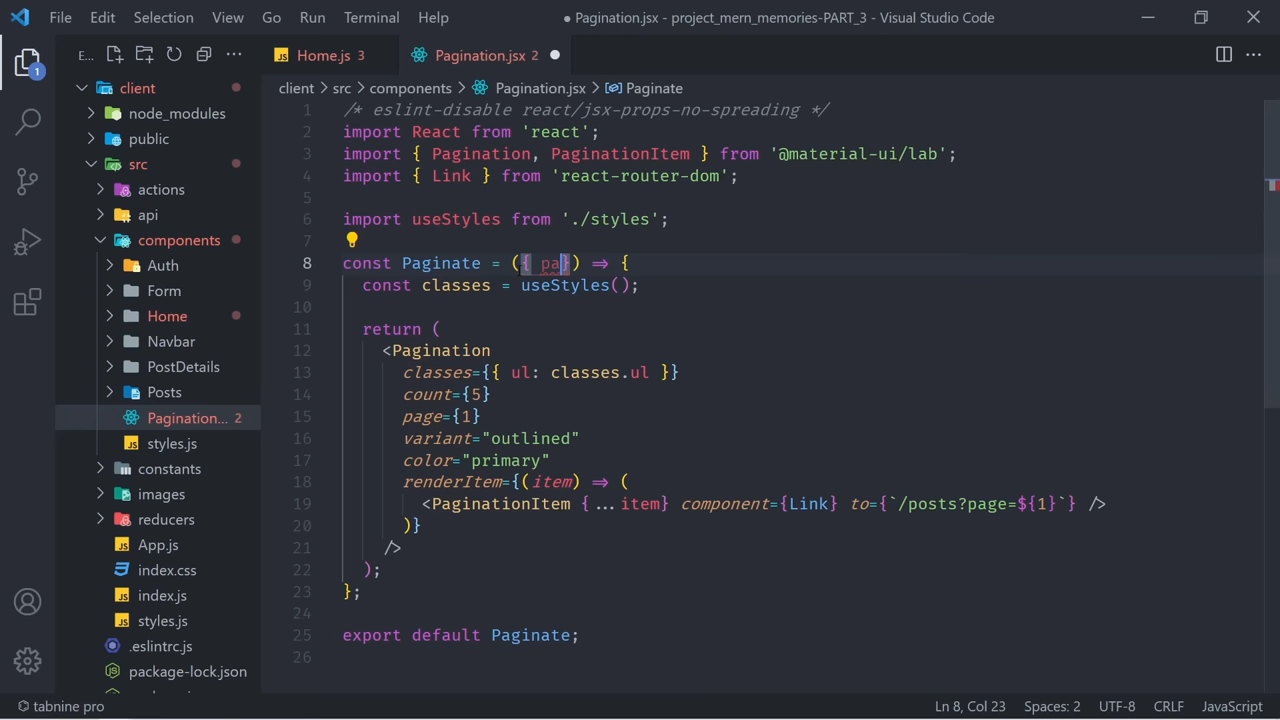 File Edit Selection View Go Run Terminal Help
● Pagination.jsx - project_mern_memories-PART_3 - Visual Studio Code
1
E...
Home.js 3
Pagination.jsx 2
client > src > components > Pagination.jsx > Paginate
client
node_modules
public
src
actions
api
components
Auth
Form
Home
Navbar
PostDetails
Posts
Pagination... 2
styles.js
constants
images
reducers
App.js
index.css
index.js
styles.js
.eslintrc.js
package-lock.json
1 /* eslint-disable react/jsx-props-no-spreading */
2 import React from 'react';
3 import { Pagination, PaginationItem } from '@material-ui/lab';
4 import { Link } from 'react-router-dom';
5
6 import useStyles from './styles';
7
8 const Paginate = ({ pa}) => {
9 const classes = useStyles();
10
11 return (
12 <Pagination
13 classes={{ ul: classes.ul }}
14 count={5}
15 page={1}
16 variant="outlined"
17 color="primary"
18 renderItem={(item) => (
19 <PaginationItem {...item} component={Link} to={`/posts?page=${1}`} />
20 )}
21 />
22 );
23 };
24
25 export default Paginate;
26
tabnine pro
Ln 8, Col 23 Spaces: 2 UTF-8 CRLF JavaScript